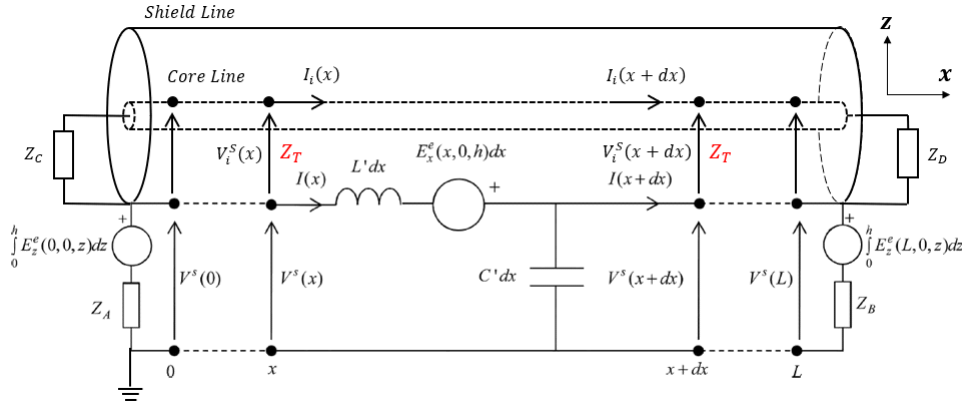 Shield Line
z
x
Core Line
I_i(x)
I_i(x + dx)
Z_C
V_i^s(x)
Z_T
E_x^e(x,0,h)dx
V_i^s(x + dx)
Z_T
Z_D
L'dx
I(x)
I(x+dx)
+
+
+
∫_0^h E_z^e(0,0,z)dz
∫_0^h E_z^e(L,0,z)dz
V^s(0)
V^s(x)
C'dx
V^s(x+dx)
V^s(L)
Z_A
Z_B
0
x
x+dx
L